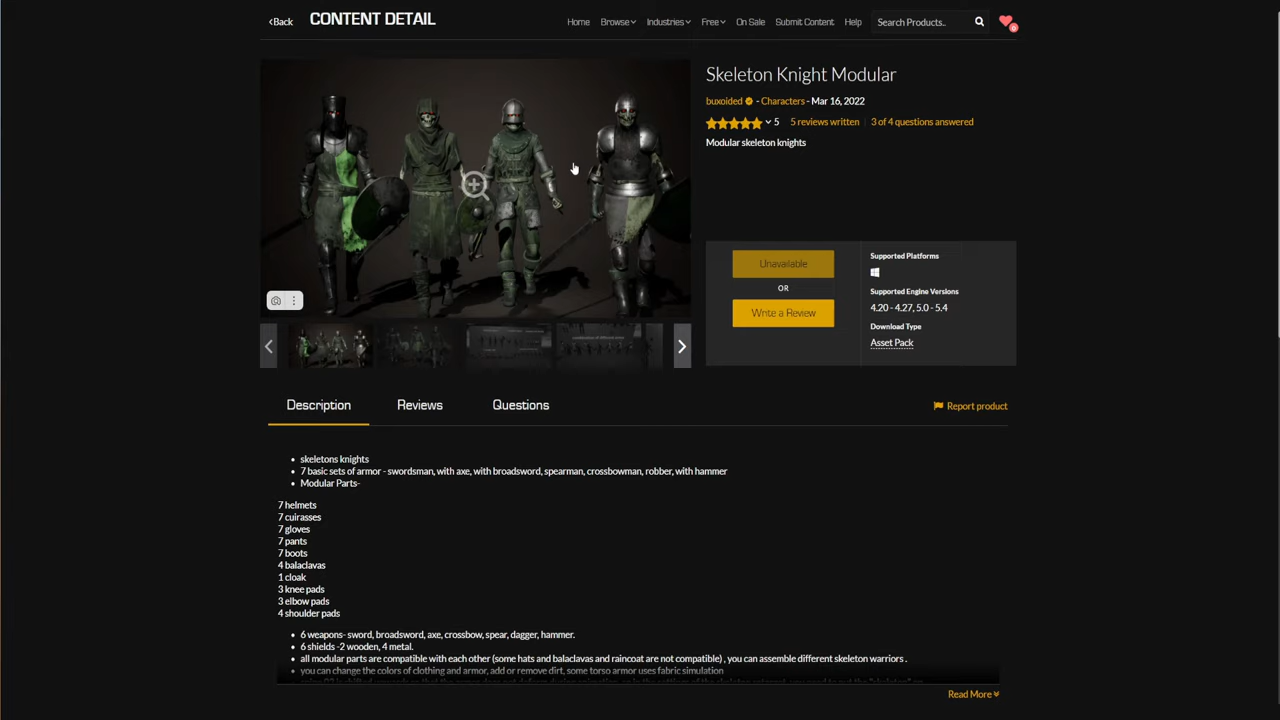 Back
CONTENT DETAIL
Home
Browse
Industries
Free
On Sale
Submit Content
Help
Search Products..
0
Skeleton Knight Modular
buxoided - Characters - Mar 16, 2022
5 5 reviews written 3 of 4 questions answered
Modular skeleton knights
Unavailable
OR
Write a Review
Supported Platforms
Supported Engine Versions
4.20 - 4.27, 5.0 - 5.4
Download Type
Asset Pack
Description
Reviews
Questions
Report product
skeletons knights
7 basic sets of armor - swordsman, with axe, with broadsword, spearman, crossbowman, robber, with hammer
Modular Parts-
7 helmets
7 cuirasses
7 gloves
7 pants
7 boots
4 balaclavas
1 cloak
3 knee pads
3 elbow pads
4 shoulder pads
6 weapons- sword, broadsword, axe, crossbow, spear, dagger, hammer.
6 shields -2 wooden, 4 metal.
all modular parts are compatible with each other (some hats and balaclavas and raincoat are not compatible) , you can assemble different skeleton warriors .
you can change the colors of clothing and armor, add or remove dirt, some torso armor uses fabric simulation
Read More